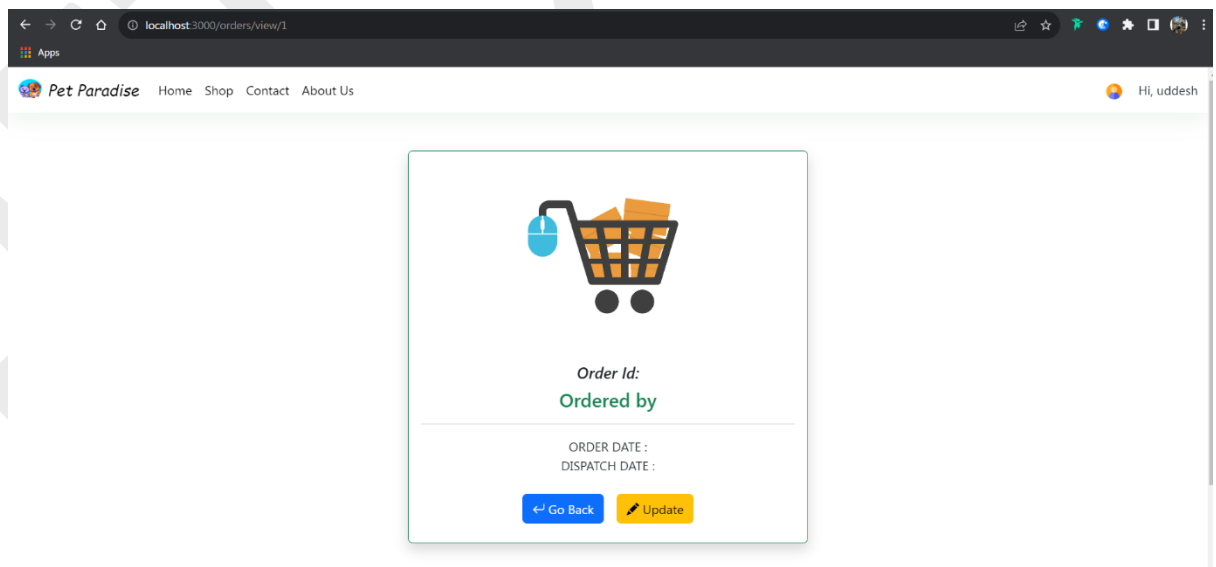 localhost:3000/orders/view/1
Apps
Pet Paradise Home Shop Contact About Us Hi, uddesh
Order Id:
Ordered by
ORDER DATE :
DISPATCH DATE :
Go Back Update